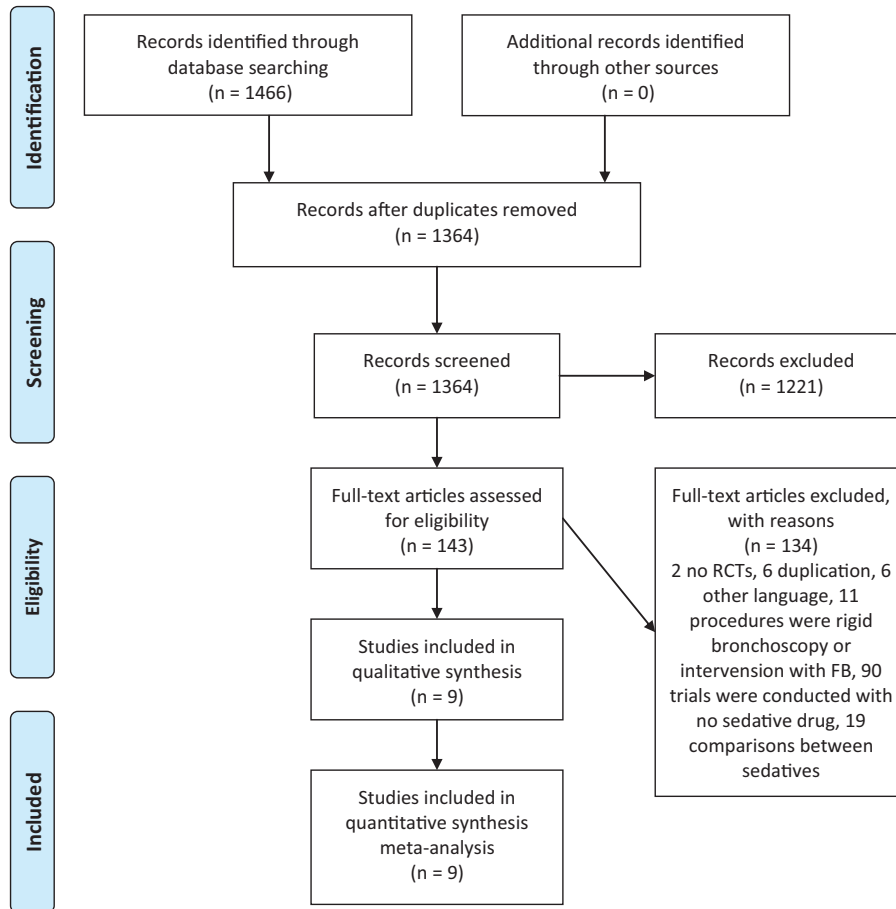 Identification
Records identified through
database searching
(n = 1466)
Additional records identified
through other sources
(n = 0)
Records after duplicates removed
(n = 1364)
Screening
Records screened
(n = 1364)
Records excluded
(n = 1221)
Eligibility
Full-text articles assessed
for eligibility
(n = 143)
Full-text articles excluded,
with reasons
(n = 134)
2 no RCTs, 6 duplication, 6
other language, 11
procedures were rigid
bronchoscopy or
intervension with FB, 90
trials were conducted with
no sedative drug, 19
comparisons between
sedatives
Studies included in
qualitative synthesis
(n = 9)
Included
Studies included in
quantitative synthesis
meta-analysis
(n = 9)